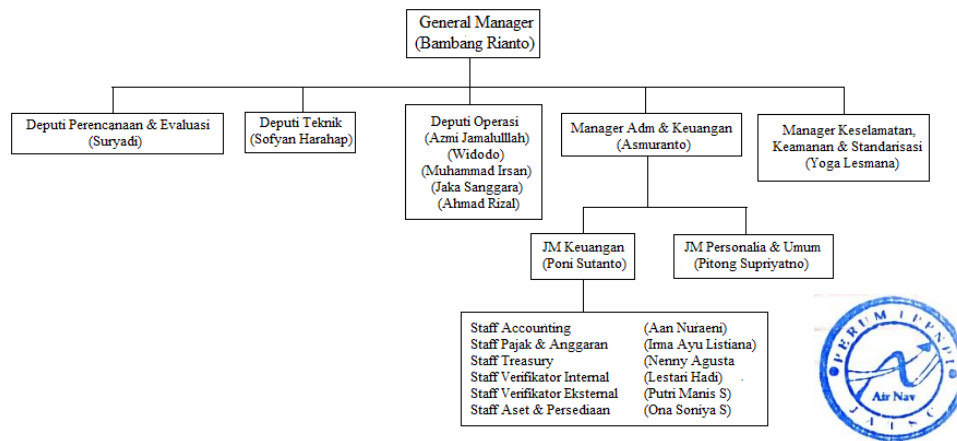 General Manager
(Bambang Rianto)
Deputi Perencanaan & Evaluasi
(Suryadi)
Deputi Teknik
(Sofyan Harahap)
Deputi Operasi
(Azmi Jamalulllah)
(Widodo)
(Muhammad Irsan)
(Jaka Sanggara)
(Ahmad Rizal)
Manager Adm & Keuangan
(Asmuranto)
Manager Keselamatan,
Keamanan & Standarisasi
(Yoga Lesmana)
JM Keuangan
(Poni Sutanto)
JM Personalia & Umum
(Pitong Supriyatno)
Staff Accounting (Aan Nuraeni)
Staff Pajak & Anggaran (Irma Ayu Listiana)
Staff Treasury (Nenny Agusta
Staff Verifikator Internal (Lestari Hadi)
Staff Verifikator Eksternal (Putri Manis S)
Staff Aset & Persediaan (Ona Soniya S)
PERUM LPPNPI
Air Nav
JATSC